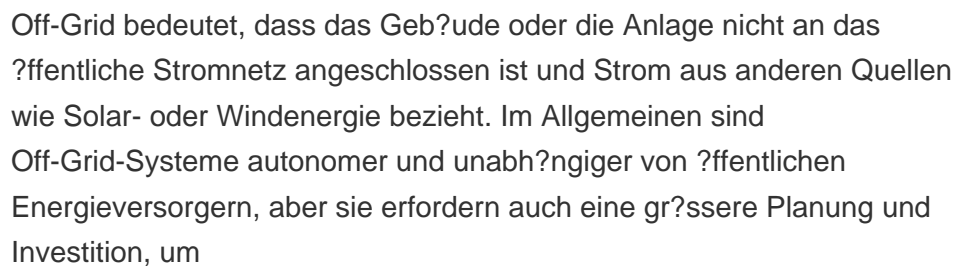 Off-Grid bedeutet, dass das Geb?ude oder die Anlage nicht an das
?ffentliche Stromnetz angeschlossen ist und Strom aus anderen Quellen
wie Solar- oder Windenergie bezieht. Im Allgemeinen sind
Off-Grid-Systeme autonomer und unabh?ngiger von ?ffentlichen
Energieversorgern, aber sie erfordern auch eine gr?ssere Planung und
Investition, um